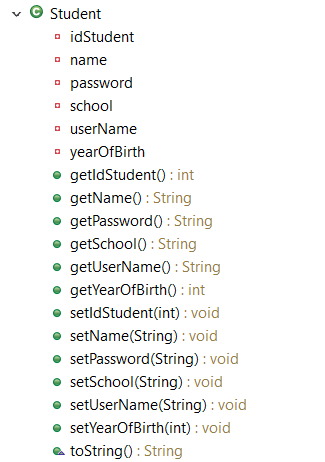 Student
idStudent
name
password
school
userName
yearOfBirth
getIdStudent() : int
getName() : String
getPassword() : String
getSchool() : String
getUserName() : String
getYearOfBirth() : int
setIdStudent(int) : void
setName(String) : void
setPassword(String) : void
setSchool(String) : void
setUserName(String) : void
setYearOfBirth(int) : void
toString() : String